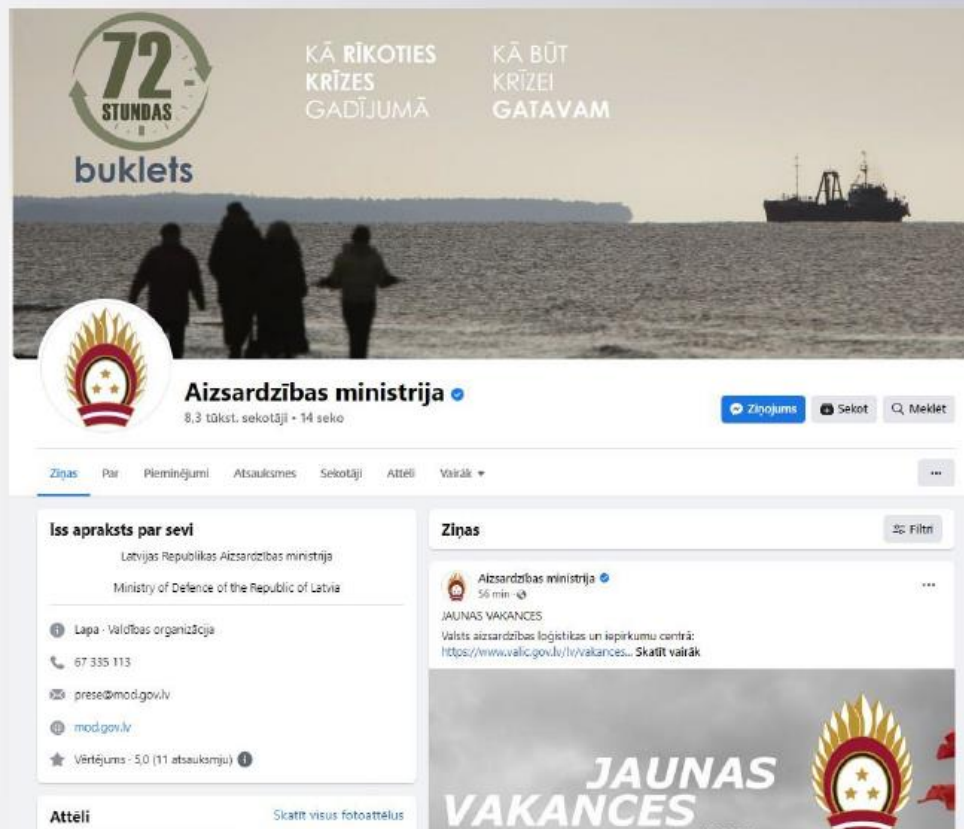 72
STUNDAS
buklets
KĀ RĪKOTIES
KRĪZES
GADĪJUMĀ
KĀ BŪT
KRĪZEI
GATAVAM
Aizsardzības ministrija
8,3 tūkst. sekotāji • 14 seko
Ziņojums
Sekot
Meklēt
Ziņas
Par
Pieminējumi
Atsauksmes
Sekotāji
Attēli
Vairāk
Iss apraksts par sevi
Latvijas Republikas Aizsardzības ministrija
Ministry of Defence of the Republic of Latvia
Lapa · Valdības organizācija
67 335 113
prese@mod.gov.lv
mod.gov.lv
Vērtējums · 5,0 (11 atsauksmju)
Attēli
Skatīt visus fotoattēlus
Ziņas
Filtri
Aizsardzības ministrija
56 min ·
JAUNAS VAKANCES
Valsts aizsardzības loģistikas un iepirkumu centrā:
https://www.valic.gov.lv/lv/vakances... Skatīt vairāk
JAUNAS
VAKANCES